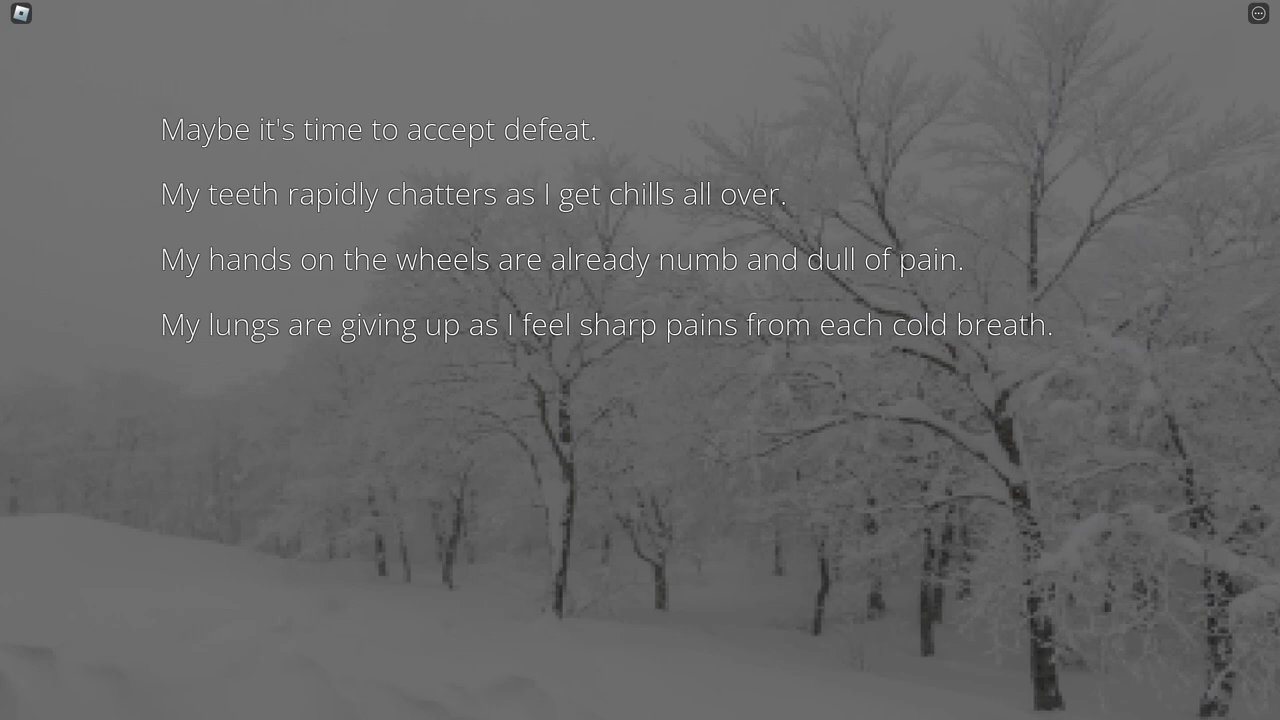 Maybe it's time to accept defeat.
My teeth rapidly chatters as I get chills all over.
My hands on the wheels are already numb and dull of pain.
My lungs are giving up as I feel sharp pains from each cold breath.